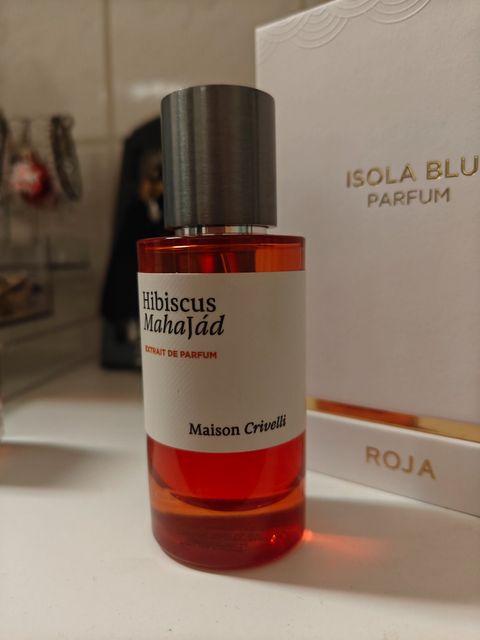 Hibiscus
MahaJád
EXTRAIT DE PARFUM
Maison Crivelli
ISOLA BLU
PARFUM
ROJA